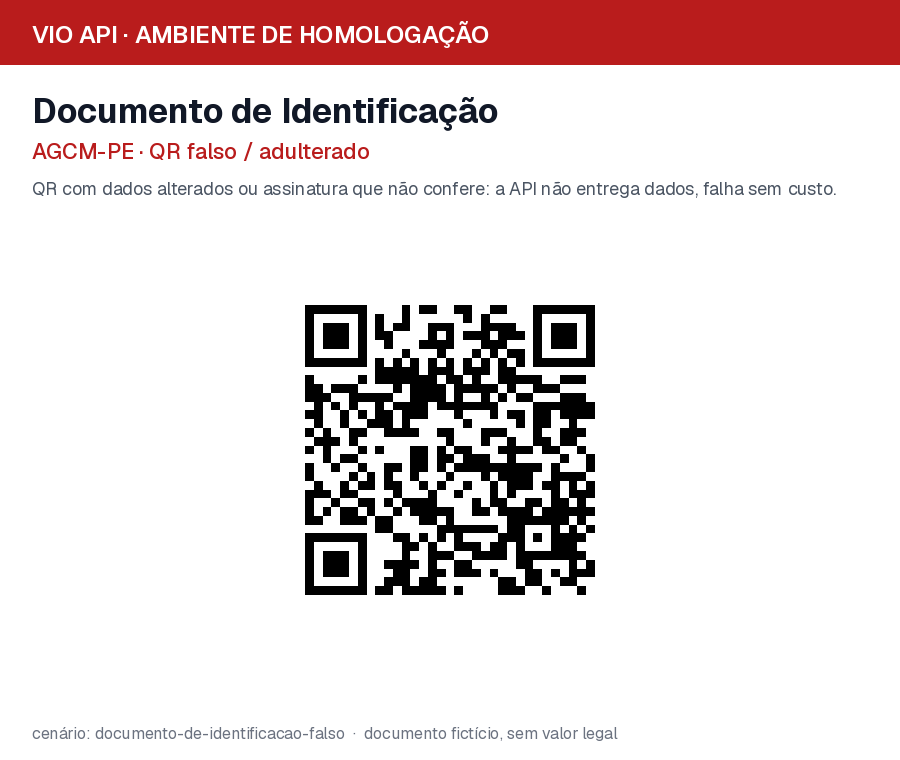 VIO API · AMBIENTE DE HOMOLOGAÇÃO
Documento de Identificação
AGCM-PE · QR falso / adulterado
QR com dados alterados ou assinatura que não confere: a API não entrega dados, falha sem custo.
cenário: documento-de-identificacao-falso · documento fictício, sem valor legal